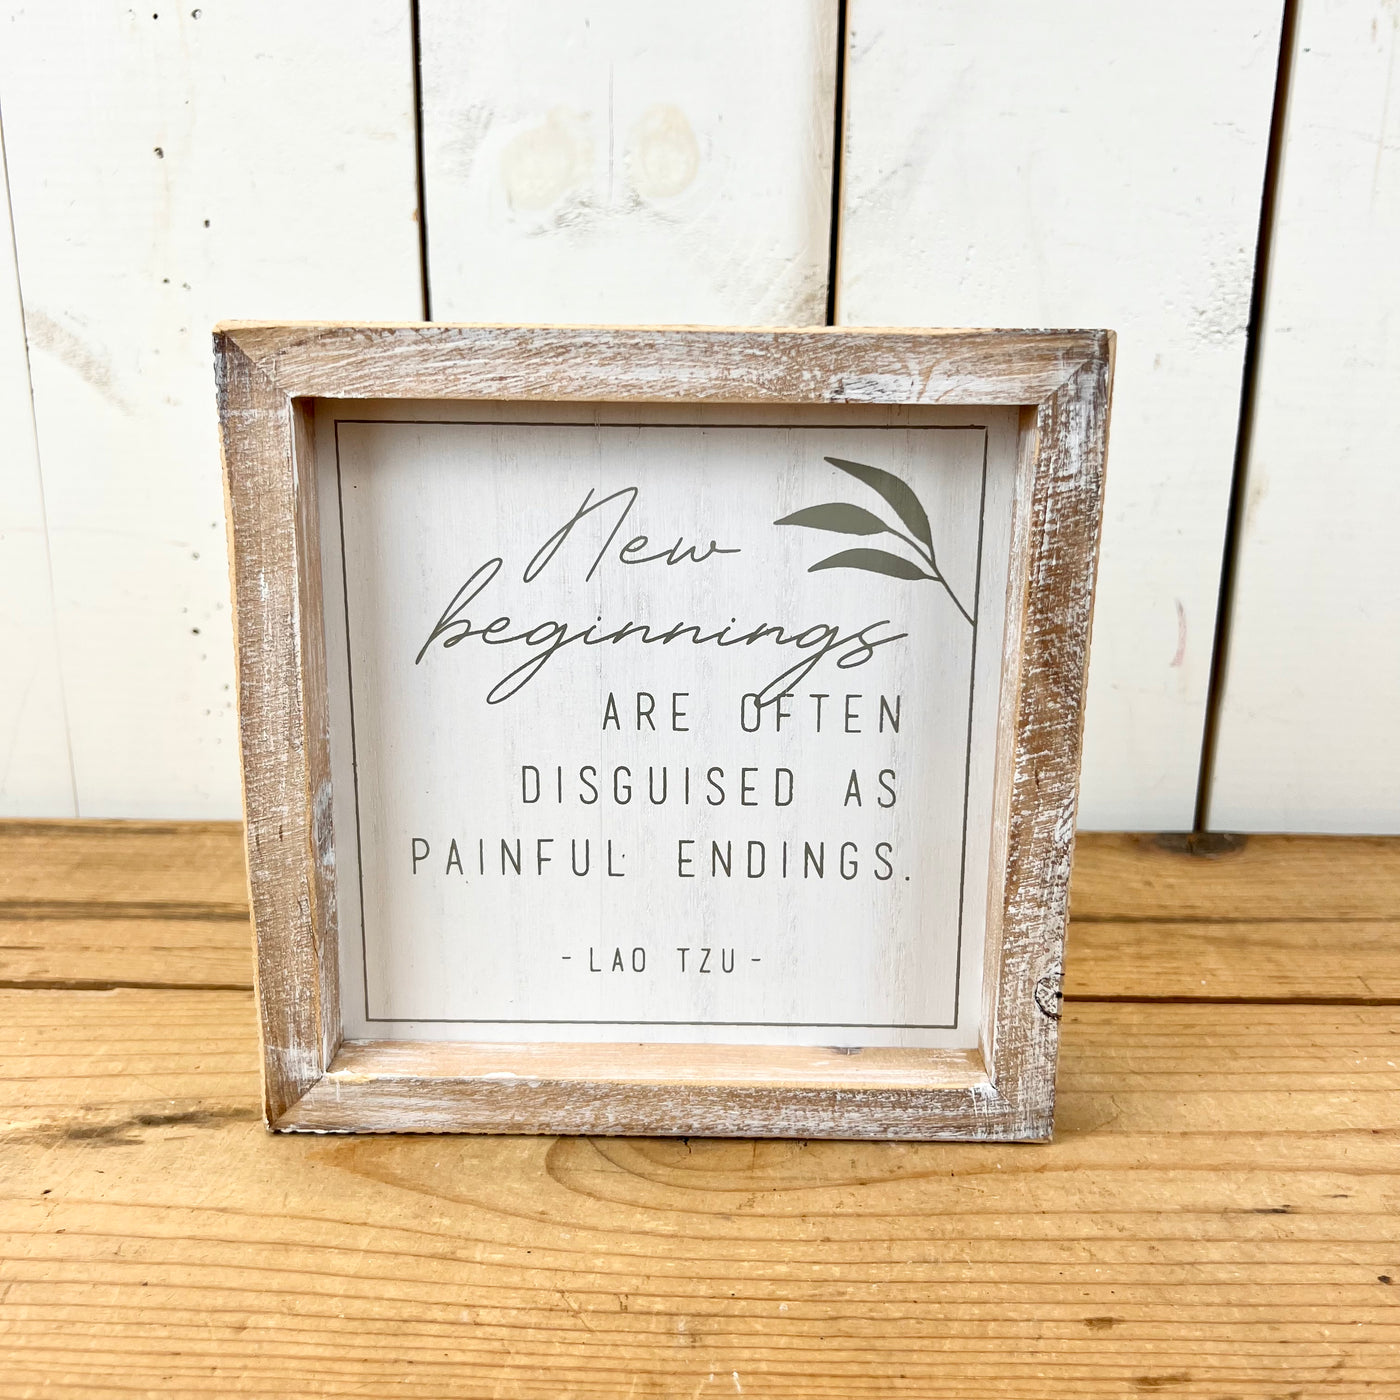 New
beginnings
ARE OFTEN
DISGUISED AS
PAINFUL ENDINGS.
-LAO TZU-